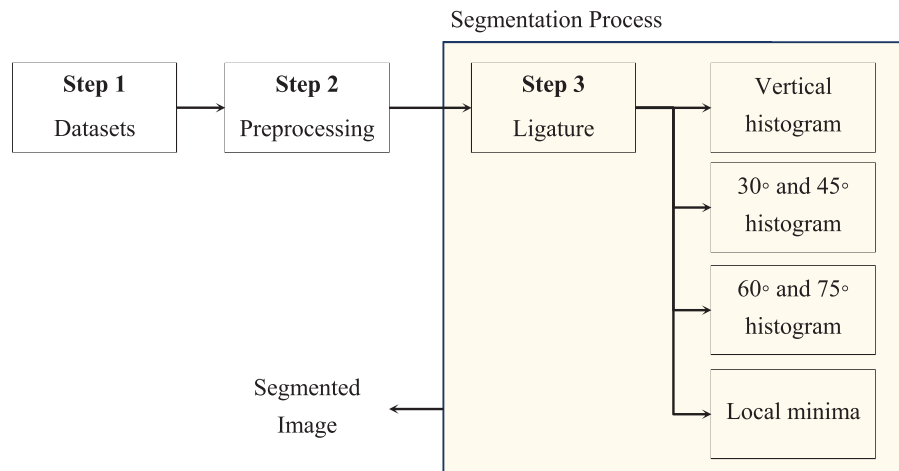 Segmentation Process
Step 1
Datasets
Step 2
Preprocessing
Step 3
Ligature
Vertical
histogram
30◦ and 45◦
histogram
60◦ and 75◦
histogram
Local minima
Segmented
Image